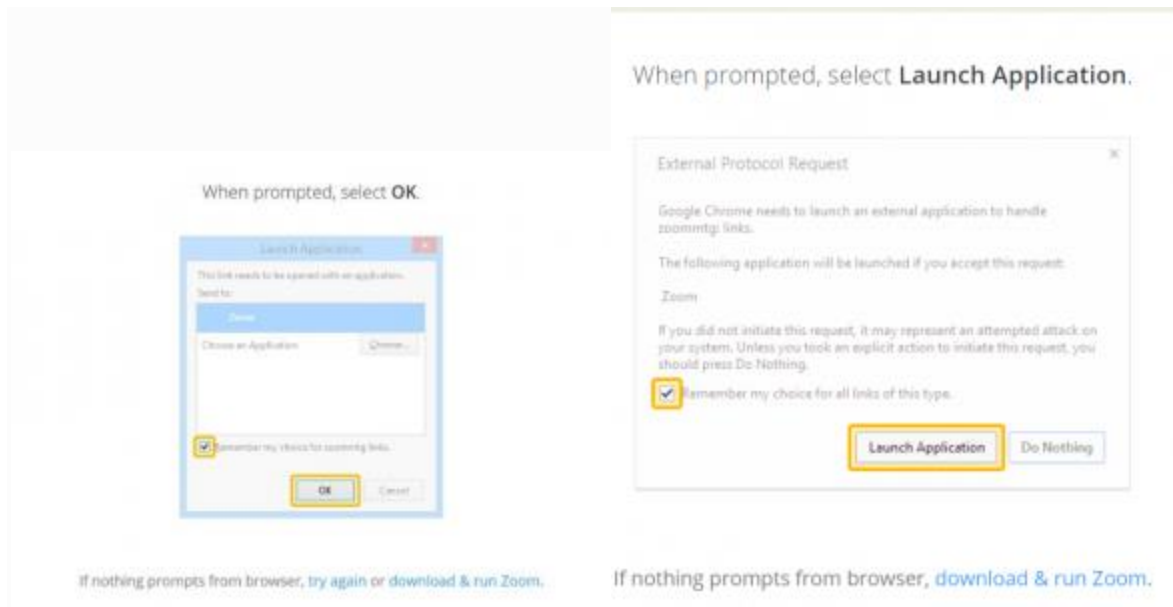 When prompted, select OK.
Launch Application
This link needs to be opened with an application.
Send to:
Zoom
Choose an Application
Choose...
Remember my choice for zoommtg links.
OK
Cancel
If nothing prompts from browser, try again or download & run Zoom.
When prompted, select Launch Application.
External Protocol Request
Google Chrome needs to launch an external application to handle
zoommtg: links.
The following application will be launched if you accept this request:
Zoom
If you did not initiate this request, it may represent an attempted attack on
your system. Unless you took an explicit action to initiate this request, you
should press Do Nothing.
Remember my choice for all links of this type.
Launch Application
Do Nothing
If nothing prompts from browser, download & run Zoom.